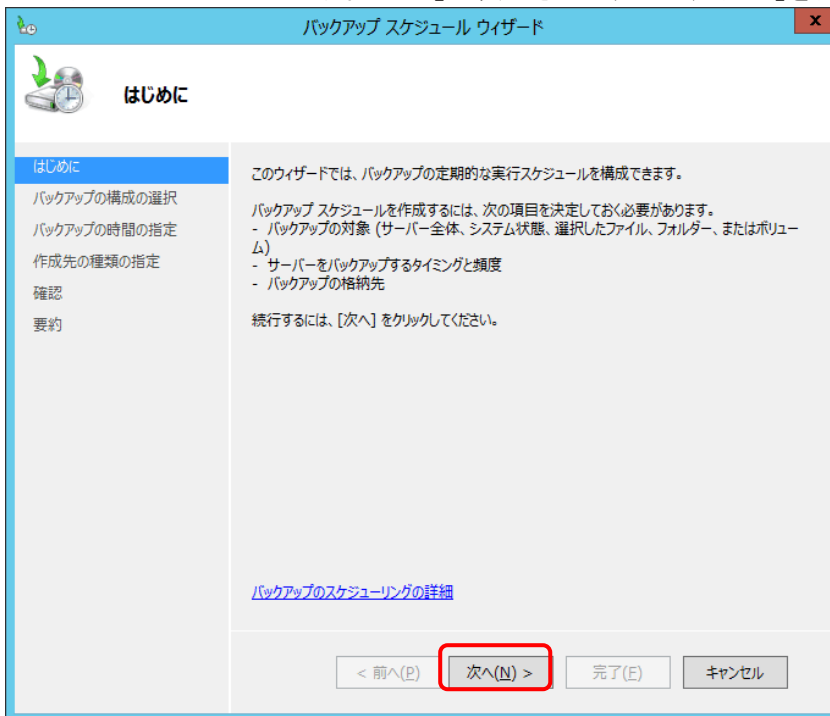 バックアップ スケジュール ウィザード
x
はじめに
はじめに
バックアップの構成の選択
バックアップの時間の指定
作成先の種類の指定
確認
要約
このウィザードでは、バックアップの定期的な実行スケジュールを構成できます。
バックアップ スケジュールを作成するには、次の項目を決定しておく必要があります。
- バックアップの対象 (サーバー全体、システム状態、選択したファイル、フォルダー、またはボリュー
ム)
- サーバーをバックアップするタイミングと頻度
- バックアップの格納先
続行するには、[次へ] をクリックしてください。
バックアップのスケジューリングの詳細
< 前へ(P)
次へ(N) >
完了(F)
キャンセル